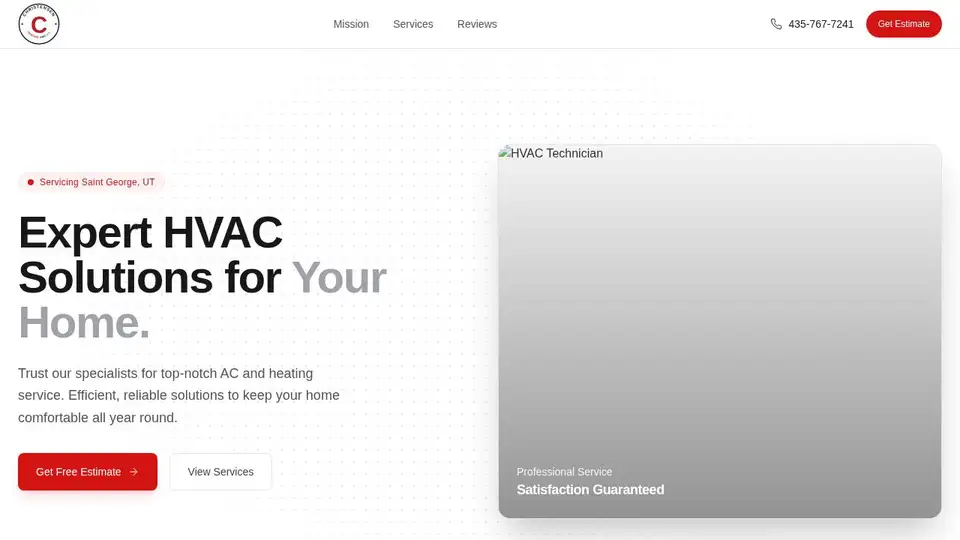 CHRISTENSEN
C
Mission
Services
Reviews
435-767-7241
Get Estimate
HVAC Technician
Servicing Saint George, UT
Expert HVAC
Solutions for Your
Home.
Trust our specialists for top-notch AC and heating
service. Efficient, reliable solutions to keep your home
comfortable all year round.
Get Free Estimate
View Services
Professional Service
Satisfaction Guaranteed